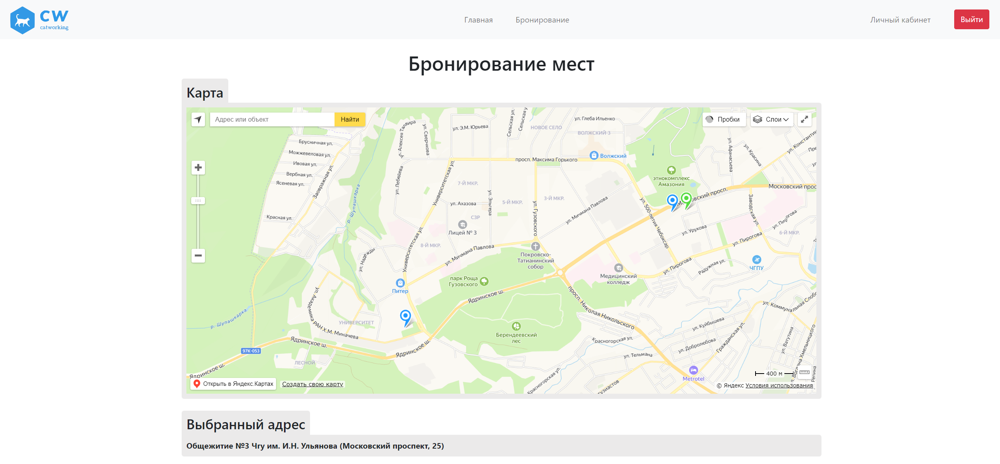 CW
catworking
Главная
Бронирование
Личный кабинет
Выйти
Бронирование мест
Карта
Адрес или объект
Найти
Пробки
Слои
ул. Глеба Ильенко
ул. Алексея Талвира
ул. Сверчкова
ул. Э.М. Юрьева
Сельская ул.
Сельская ул.
НОВОЕ СЕЛО
ВОЛЖСКИЙ-3
ул. Афанасьева
ул. Красина
Брусничная ул.
Можжевеловая ул.
Ивовая ул.
Вербная ул.
Ясеневая ул.
Заовражная ул.
Красная ул.
р. Шупашкарка
просп. Максима Горького
Волжский
ул. Лебедева
Университетская ул.
7-Й МКР.
ул. Эльгера
5-Й МКР.
3-Й МКР.
ул. Ахазова
СЗР
ул. Гузовского
ул. Мичмана Павлова
этнокомплекс
Амазония
Московский просп.
Московский прос
ул. 500-летия Чебоксар
Заводская ул.
ул. Пирогова
ул. Урукова
6-Й МКР.
Лицей № 3
Университетская ул.
8-Й МКР.
ул. Мичмана Павлова
ул. Надежды
Покровско-
Татианинский
собор
ул. Пирогова
ул. Пирогова
Радужная ул.
ЧГПУ
Медицинский
колледж
парк Роща
Гузовского
Питер
Ядринское ш.
просп. Николая Никольского
ул. Академика РАН Х.М. Миначева
УНИВЕРСИТЕТ
р. Шупашкарка
Берендеевский
лес
ул. Коммунальная Слобо
ул. Куйбышева
Гражданская ул.
ул. Добролюбова
ул. Ватутина
ул. Богдана Хмельницкого
Красногорская ул.
ул. Тельмана
Ядринское ш.
Ядринское ш.
97К-053
ЛЕСНОЙ
Ядринское ш.
Красногорская ул.
Metrotel
400 м
Открыть в Яндекс.Картах
Создать свою карту
© Яндекс Условия использования
Выбранный адрес
Общежитие №3 Чгу им. И.Н. Ульянова (Московский проспект, 25)